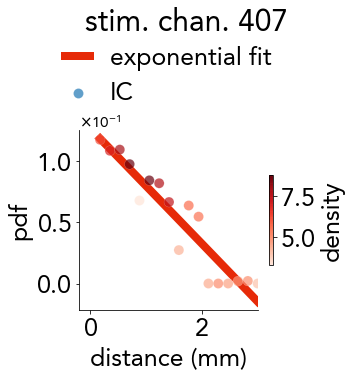 stim. chan. 407
exponential fit
IC
×10⁻¹
1.0
0.5
0.0
pdf
0
2
distance (mm)
7.5
5.0
density